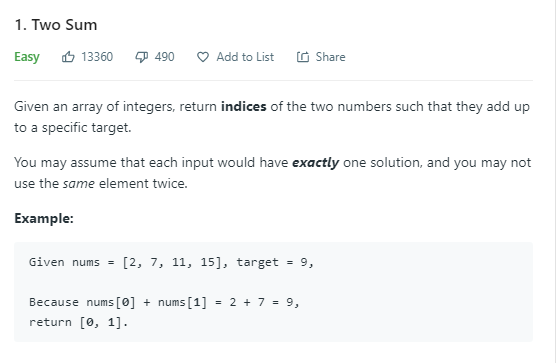 1. Two Sum
Easy 13360 490 Add to List Share
Given an array of integers, return indices of the two numbers such that they add up
to a specific target.
You may assume that each input would have exactly one solution, and you may not
use the same element twice.
Example:
Given nums = [2, 7, 11, 15], target = 9,
Because nums[0] + nums[1] = 2 + 7 = 9,
return [0, 1].